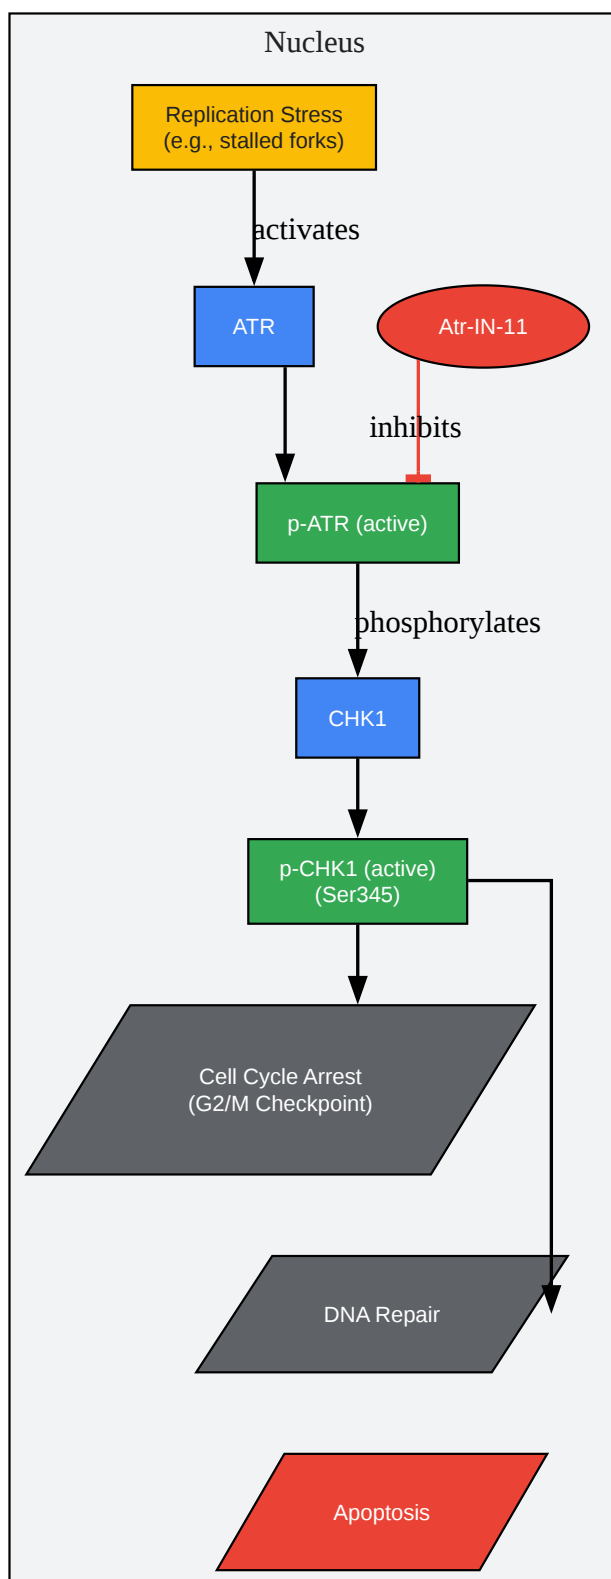 Nucleus
Replication Stress
(e.g., stalled forks)
activates
ATR
Atr-IN-11
inhibits
p-ATR (active)
phosphorylates
CHK1
p-CHK1 (active)
(Ser345)
Cell Cycle Arrest
(G2/M Checkpoint)
DNA Repair
Apoptosis